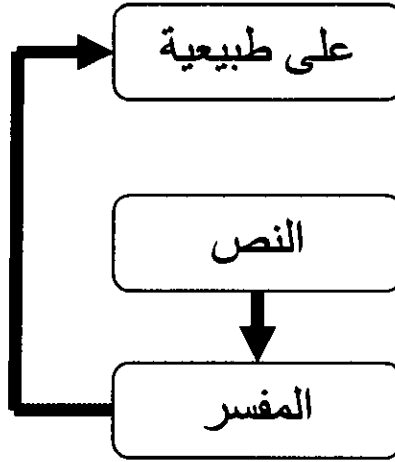 على طبيعية
النص
المفسر